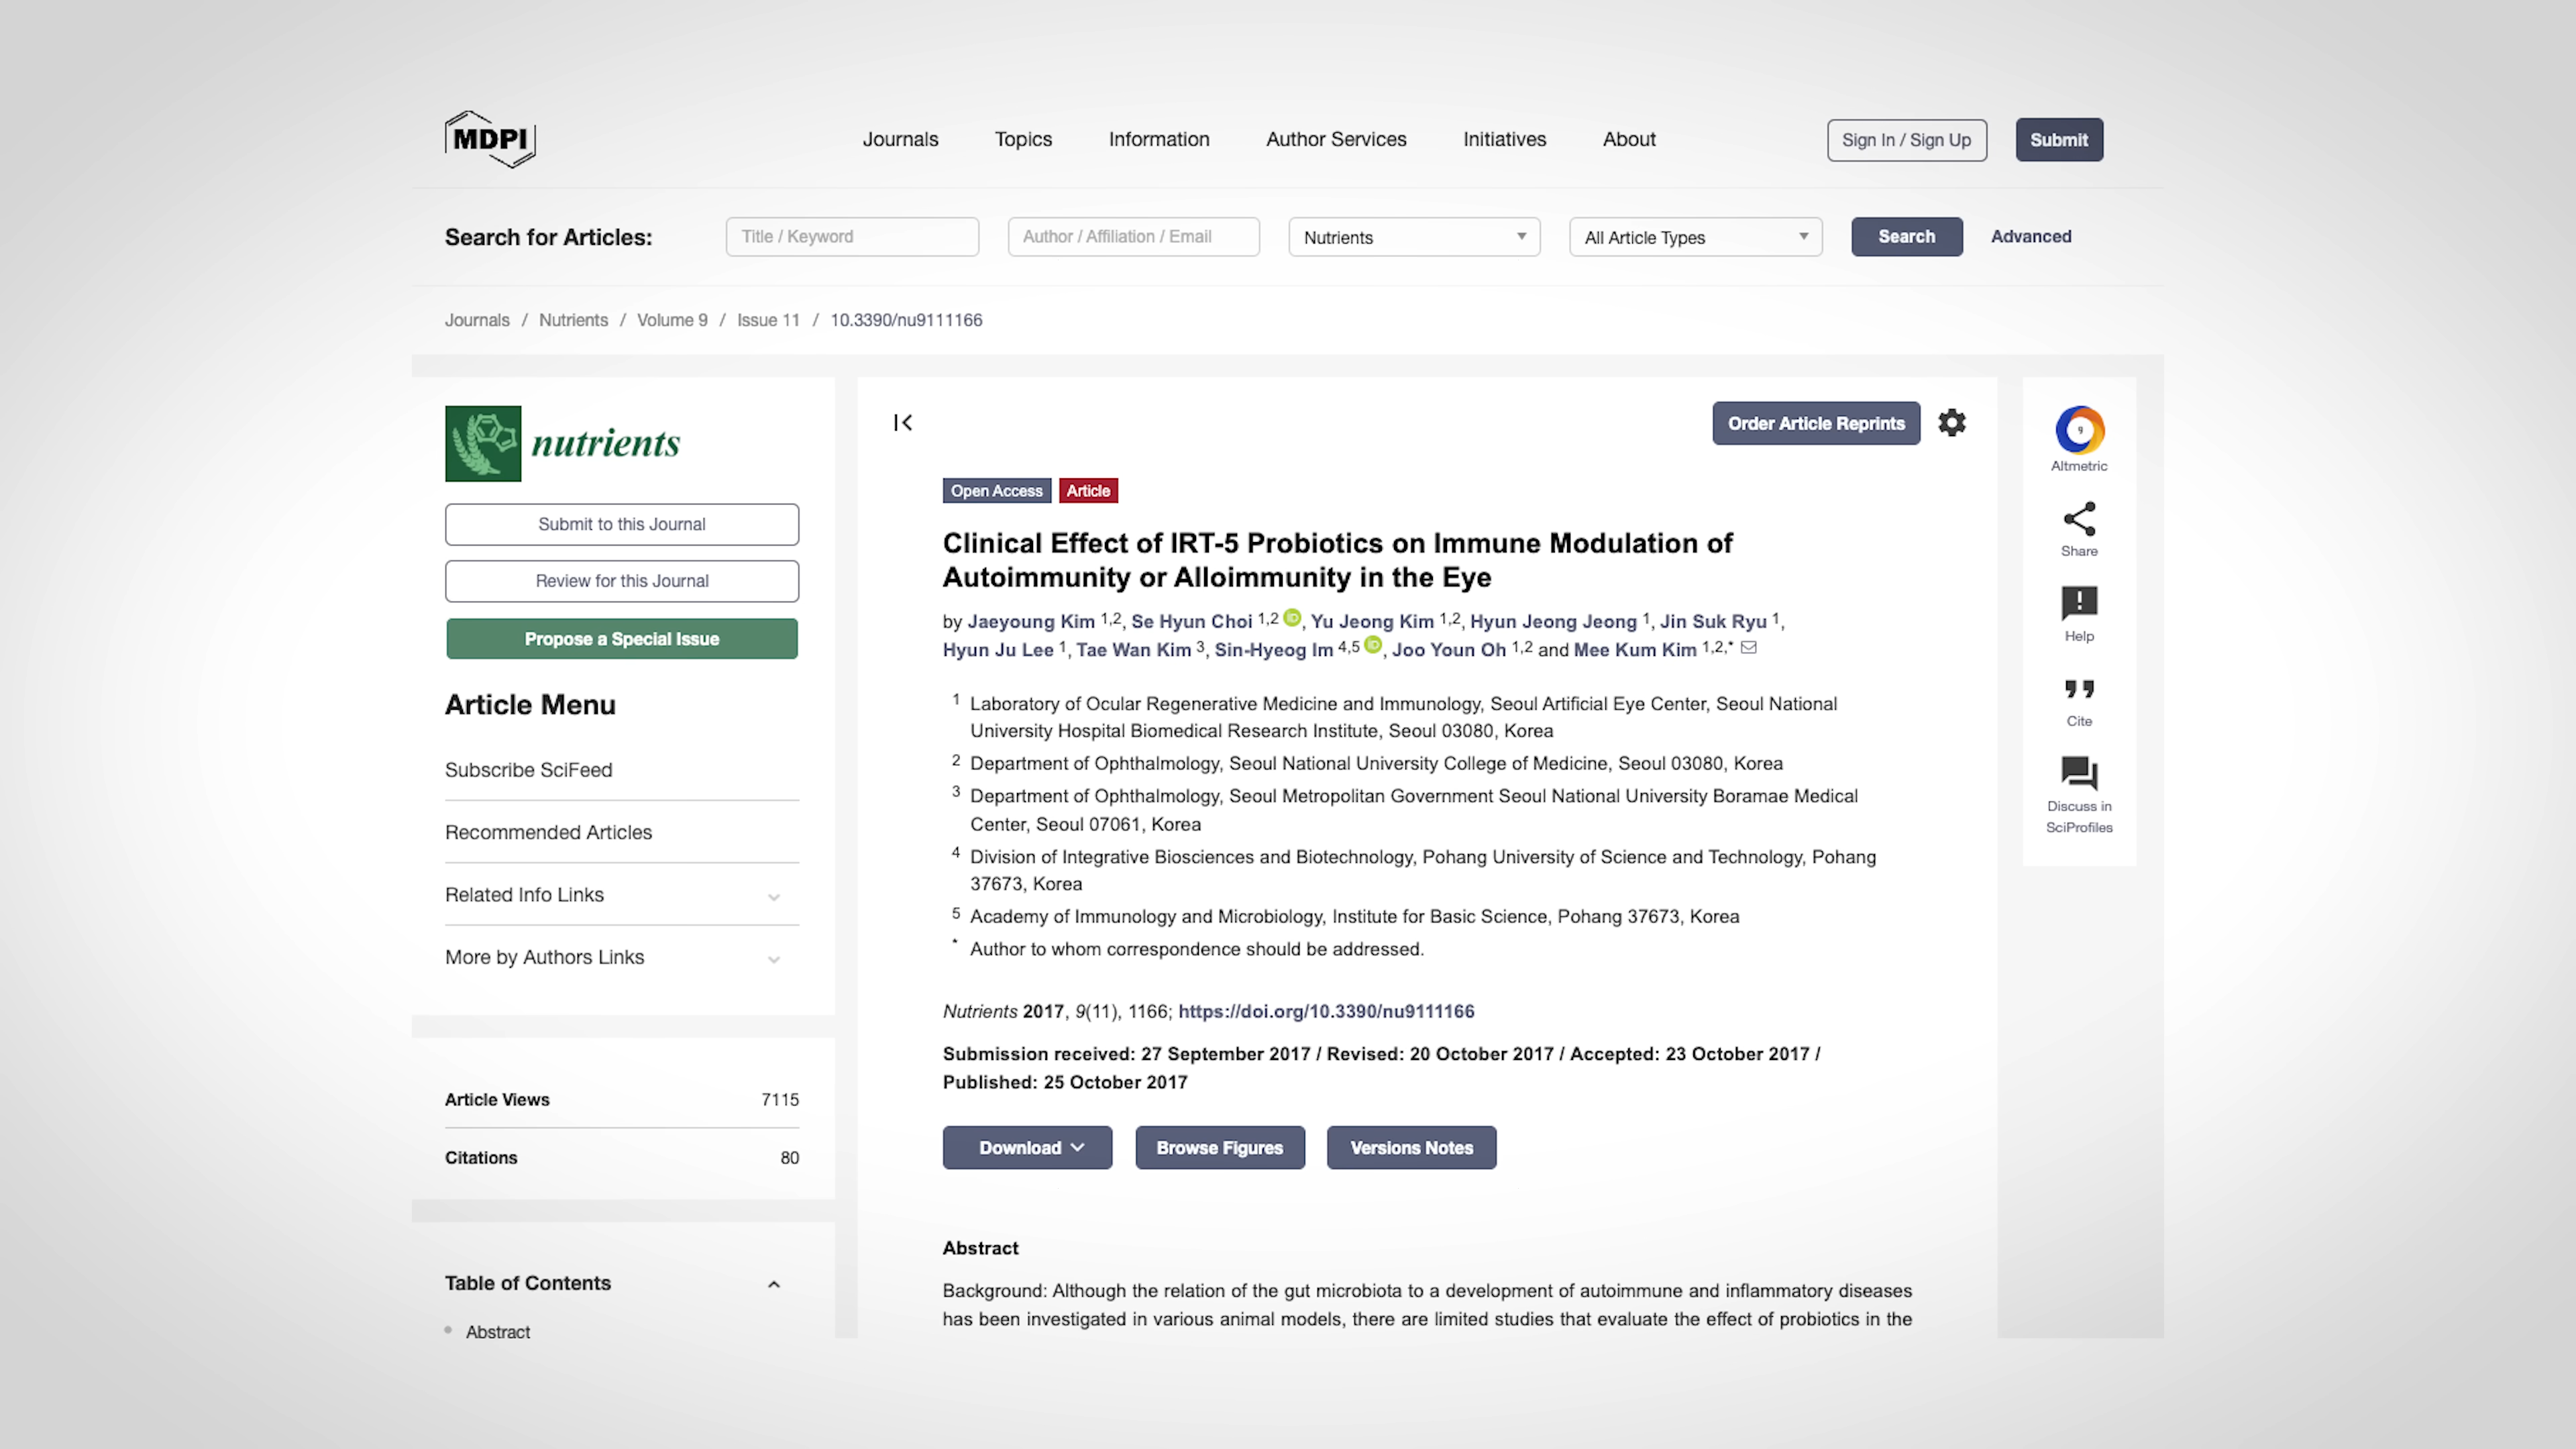 MDPI
Journals Topics Information Author Services Initiatives About Sign In / Sign Up Submit
Search for Articles: Title / Keyword Author / Affiliation / Email Nutrients All Article Types Search Advanced
Journals / Nutrients / Volume 9 / Issue 11 / 10.3390/nu9111166
nutrients
Submit to this Journal
Review for this Journal
Propose a Special Issue
Article Menu
Subscribe SciFeed
Recommended Articles
Related Info Links
More by Authors Links
Article Views 7115
Citations 80
Table of Contents
Abstract
Order Article Reprints
Open Access Article
Clinical Effect of IRT-5 Probiotics on Immune Modulation of
Autoimmunity or Alloimmunity in the Eye
by Jaeyoung Kim 1,2, Se Hyun Choi 1,2 iD, Yu Jeong Kim 1,2, Hyun Jeong Jeong 1, Jin Suk Ryu 1,
Hyun Ju Lee 1, Tae Wan Kim 3, Sin-Hyeog Im 4,5 iD, Joo Youn Oh 1,2 and Mee Kum Kim 1,2,*
1 Laboratory of Ocular Regenerative Medicine and Immunology, Seoul Artificial Eye Center, Seoul National
University Hospital Biomedical Research Institute, Seoul 03080, Korea
2 Department of Ophthalmology, Seoul National University College of Medicine, Seoul 03080, Korea
3 Department of Ophthalmology, Seoul Metropolitan Government Seoul National University Boramae Medical
Center, Seoul 07061, Korea
4 Division of Integrative Biosciences and Biotechnology, Pohang University of Science and Technology, Pohang
37673, Korea
5 Academy of Immunology and Microbiology, Institute for Basic Science, Pohang 37673, Korea
* Author to whom correspondence should be addressed.
Nutrients 2017, 9(11), 1166; https://doi.org/10.3390/nu9111166
Submission received: 27 September 2017 / Revised: 20 October 2017 / Accepted: 23 October 2017 /
Published: 25 October 2017
Download Browse Figures Versions Notes
Abstract
Background: Although the relation of the gut microbiota to a development of autoimmune and inflammatory diseases
has been investigated in various animal models, there are limited studies that evaluate the effect of probiotics in the
9
Altmetric
Share
Help
Cite
Discuss in
SciProfiles